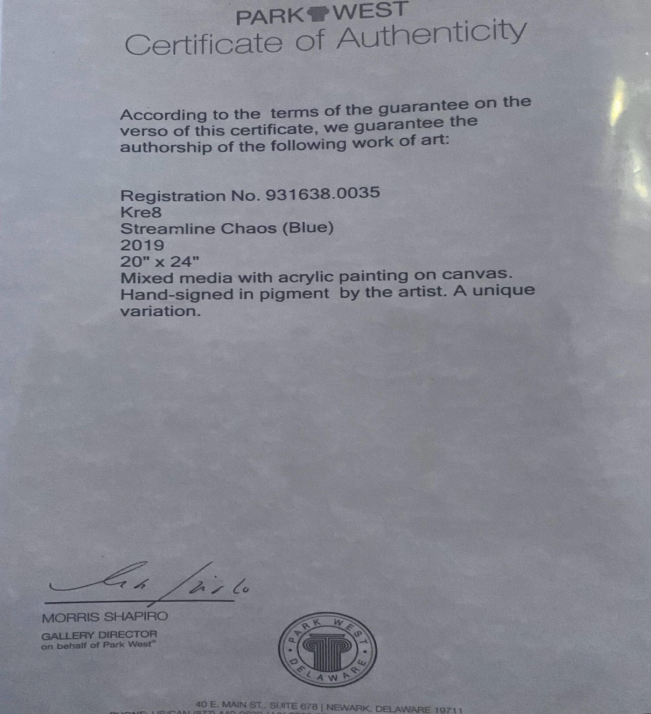 PARK WEST
Certificate of Authenticity
According to the terms of the guarantee on the
verso of this certificate, we guarantee the
authorship of the following work of art:
Registration No. 931638.0035
Kre8
Streamline Chaos (Blue)
2019
20" x 24"
Mixed media with acrylic painting on canvas.
Hand-signed in pigment by the artist. A unique
variation.
MORRIS SHAPIRO
GALLERY DIRECTOR
on behalf of Park West®
PARK WEST
DELAWARE
40 E. MAIN ST., SUITE 678 | NEWARK, DELAWARE 19711